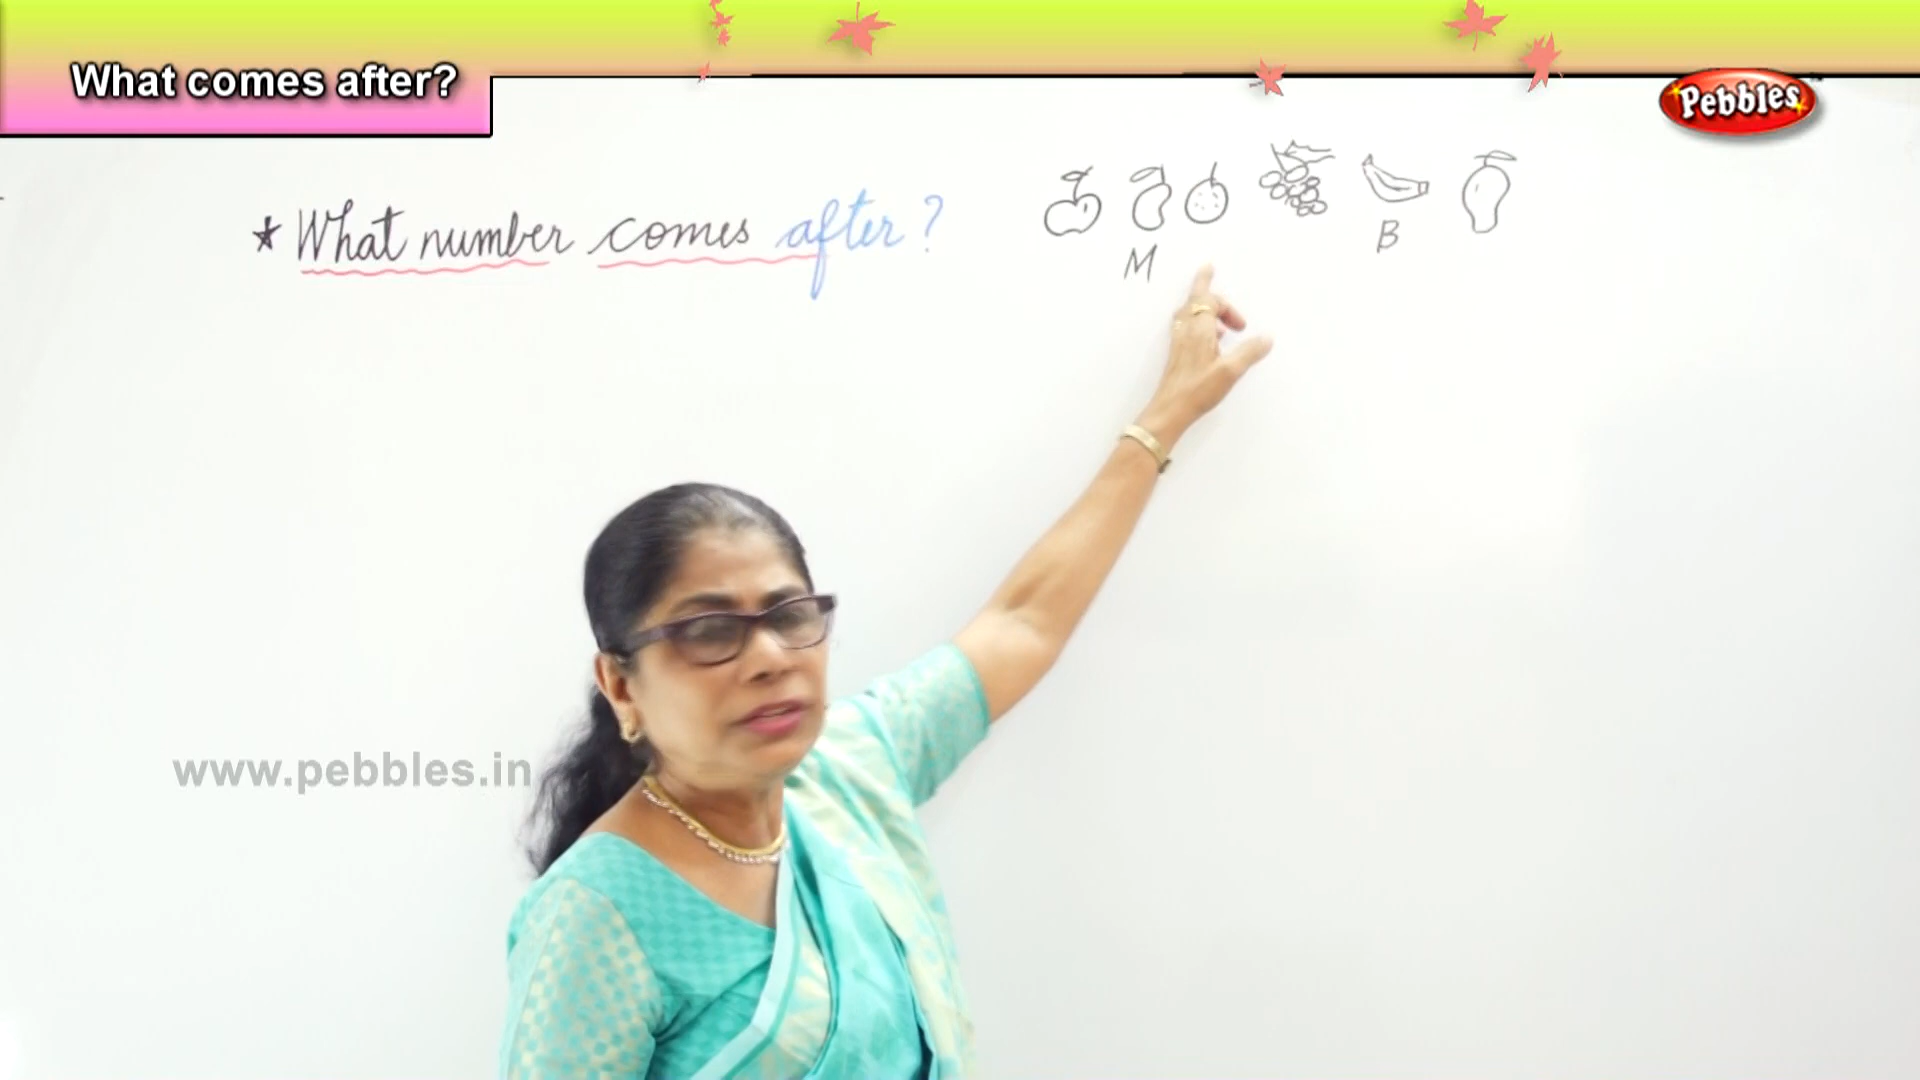 What comes after?
Pebbles
★ What number comes after?
M
B
www.pebbles.in